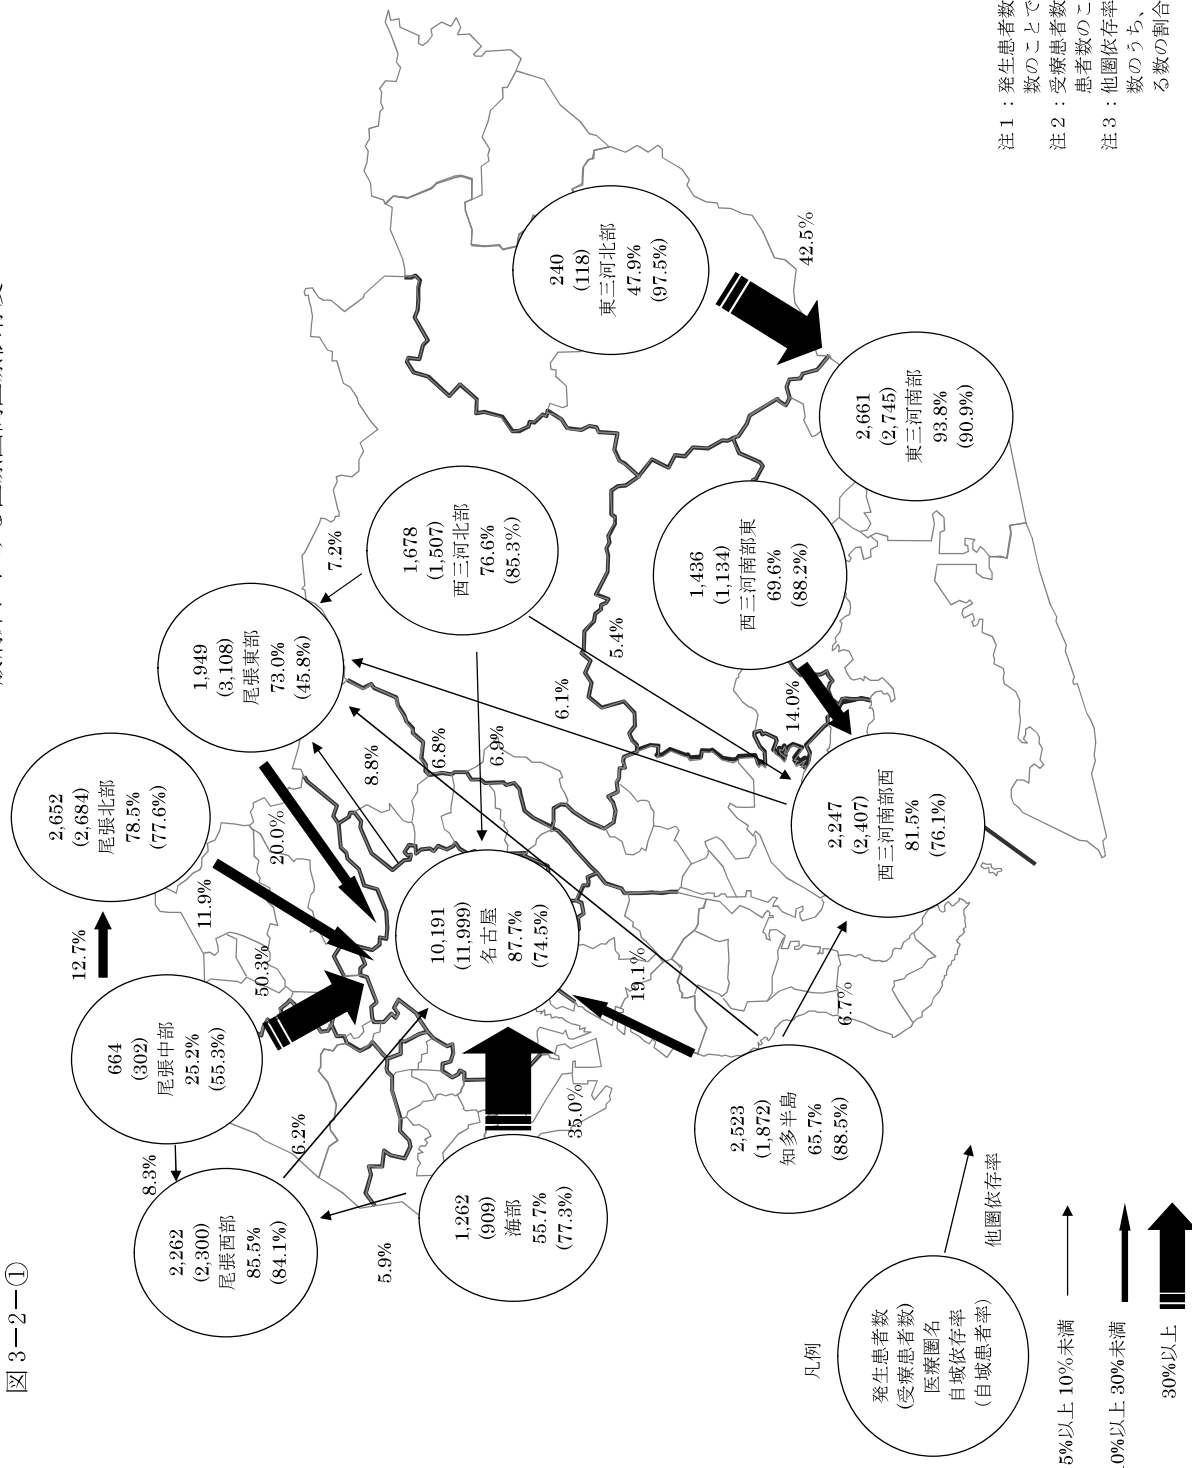 図 3－2－①
664
(302)
尾張中部
25.2%
(55.3%)
2,652
(2,684)
尾張北部
78.5%
(77.6%)
12.7%
8.3%
2,262
(2,300)
尾張西部
85.5%
(84.1%)
6.2%
50.3%
11.9%
20.0%
1,949
(3,108)
尾張東部
73.0%
(45.8%)
7.2%
5.9%
1,262
(909)
海部
55.7%
(77.3%)
35.0%
10,191
(11,999)
名古屋
87.7%
(74.5%)
8.8%
6.8%
6.9%
1,678
(1,507)
西三河北部
76.6%
(85.3%)
6.1%
5.4%
240
(118)
東三河北部
47.9%
(97.5%)
42.5%
19.1%
2,523
(1,872)
知多半島
65.7%
(88.5%)
6.7%
2,247
(2,407)
西三河南部西
81.5%
(76.1%)
14.0%
1,436
(1,134)
西三河南部東
69.6%
(88.2%)
2,661
(2,745)
東三河南部
93.8%
(90.9%)
凡例
発生患者数
(受療患者数)
医療圏名
自域依存率
(自域患者率)
他圏依存率
5%以上 10%未満
10%以上 30%未満
30%以上
注１：発生患者数
数のことで
注２：受療患者数
患者数のこ
注３：他圏依存率
数のうち、
る数の割合